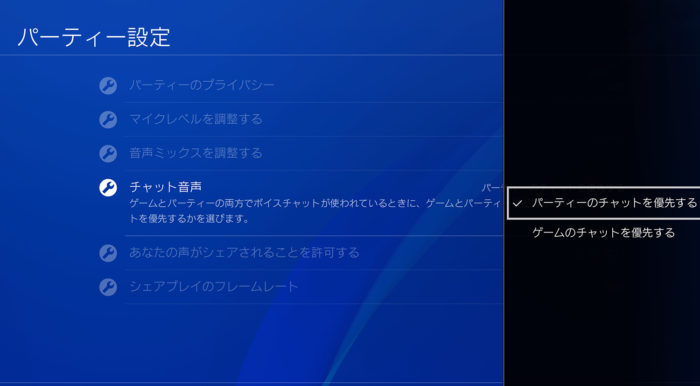 パーティー設定
パーティーのプライバシー
マイクレベルを調整する
音声ミックスを調整する
チャット音声
パー
ゲームとパーティーの両方でボイスチャットが使われているときに、ゲームとパーティ
トを優先するかを選びます。
あなたの声がシェアされることを許可する
シェアプレイのフレームレート
パーティーのチャットを優先する
ゲームのチャットを優先する